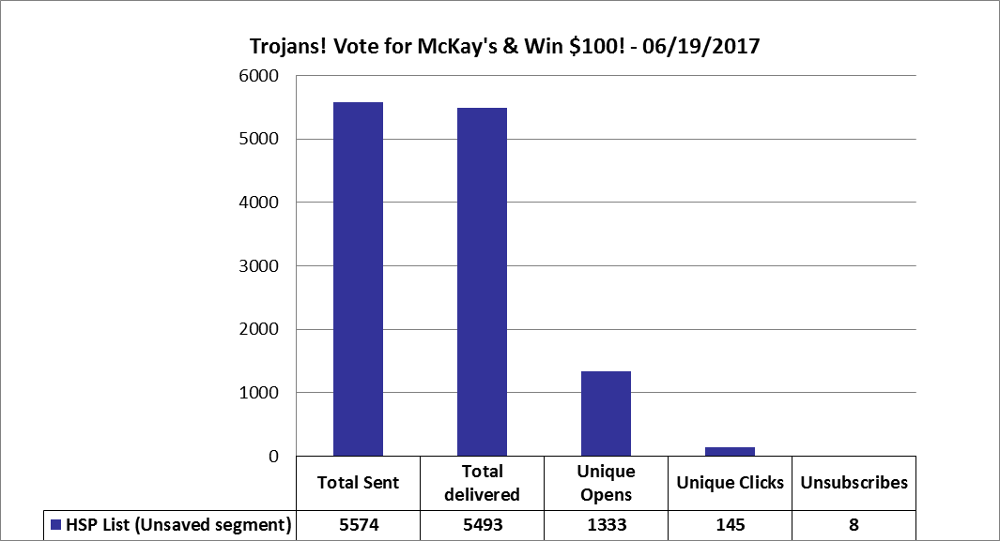 Trojans! Vote for McKay's & Win $100! - 06/19/2017
6000
5000
4000
3000
2000
1000
0
Total Sent
Total
delivered
Unique
Opens
Unique Clicks
Unsubscribes
HSP List (Unsaved segment)
5574
5493
1333
145
8